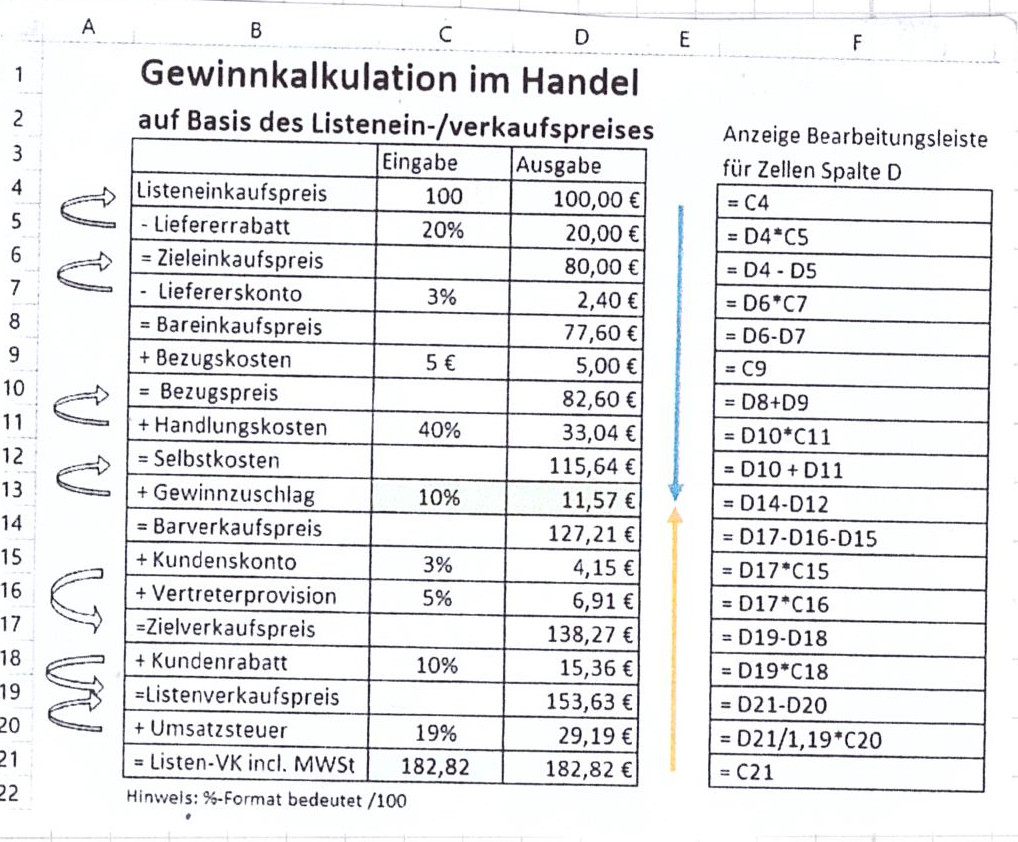 A B C D E F
1 Gewinnkalkulation im Handel
2 auf Basis des Listenein-/verkaufspreises Anzeige Bearbeitungsleiste
3 Eingabe Ausgabe für Zellen Spalte D
4 Listeneinkaufspreis 100 100,00 € = C4
5 - Liefererrabatt 20% 20,00 € = D4*C5
6 = Zieleinkaufspreis 80,00 € = D4 - D5
7 - Liefererskonto 3% 2,40 € = D6*C7
8 = Bareinkaufspreis 77,60 € = D6-D7
9 + Bezugskosten 5 € 5,00 € = C9
10 = Bezugspreis 82,60 € = D8+D9
11 + Handlungskosten 40% 33,04 € = D10*C11
12 = Selbstkosten 115,64 € = D10 + D11
13 + Gewinnzuschlag 10% 11,57 € = D14-D12
14 = Barverkaufspreis 127,21 € = D17-D16-D15
15 + Kundenskonto 3% 4,15 € = D17*C15
16 + Vertreterprovision 5% 6,91 € = D17*C16
17 =Zielverkaufspreis 138,27 € = D19-D18
18 + Kundenrabatt 10% 15,36 € = D19*C18
19 =Listenverkaufspreis 153,63 € = D21-D20
20 + Umsatzsteuer 19% 29,19 € = D21/1,19*C20
21 = Listen-VK incl. MWSt 182,82 182,82 € = C21
22 Hinweis: %-Format bedeutet /100